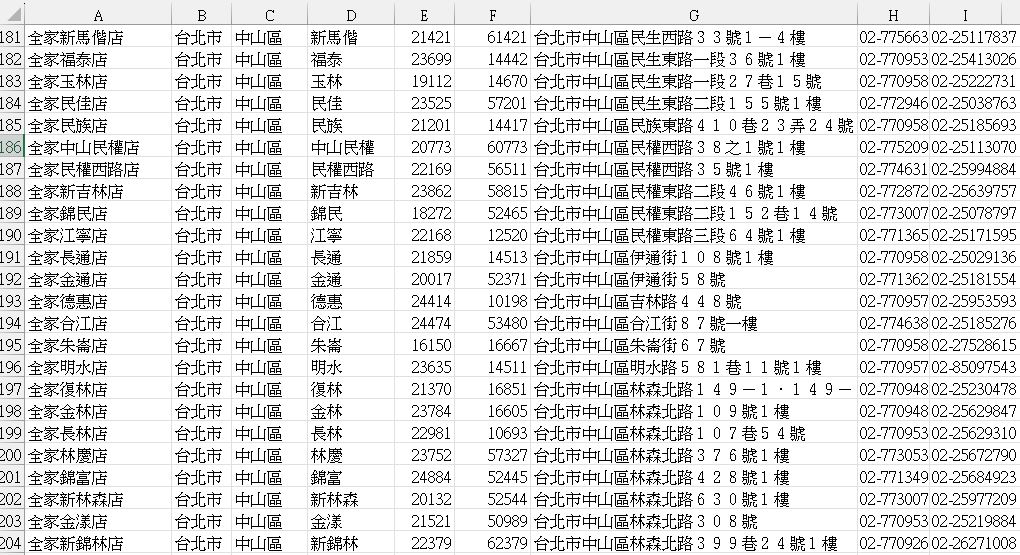 A B C D E F G H I
181 全家新馬偕店 台北市 中山區 新馬偕 21421 61421 台北市中山區民生西路３３號１－４樓 02-775663 02-25117837
182 全家福泰店 台北市 中山區 福泰 23699 14442 台北市中山區民生東路一段３６號１樓 02-770953 02-25413026
183 全家玉林店 台北市 中山區 玉林 19112 14670 台北市中山區民生東路一段２７巷１５號 02-770958 02-25222731
184 全家民佳店 台北市 中山區 民佳 23525 57201 台北市中山區民生東路二段１５５號１樓 02-772946 02-25038763
185 全家民族店 台北市 中山區 民族 21201 14417 台北市中山區民族東路４１０巷２３弄２４號 02-770958 02-25185693
186 全家中山民權店 台北市 中山區 中山民權 20773 60773 台北市中山區民權西路３８之１號１樓 02-775209 02-25113070
187 全家民權西路店 台北市 中山區 民權西路 22169 56511 台北市中山區民權西路３５號１樓 02-774631 02-25994884
188 全家新吉林店 台北市 中山區 新吉林 23862 58815 台北市中山區民權東路二段４６號１樓 02-772872 02-25639757
189 全家錦民店 台北市 中山區 錦民 18272 52465 台北市中山區民權東路二段１５２巷１４號 02-773007 02-25078797
190 全家江寧店 台北市 中山區 江寧 22168 12520 台北市中山區民權東路三段６４號１樓 02-771365 02-25171595
191 全家長通店 台北市 中山區 長通 21859 14513 台北市中山區伊通街１０８號１樓 02-770958 02-25029136
192 全家金通店 台北市 中山區 金通 20017 52371 台北市中山區伊通街５８號 02-771362 02-25181554
193 全家德惠店 台北市 中山區 德惠 24414 10198 台北市中山區吉林路４４８號 02-770957 02-25953593
194 全家合江店 台北市 中山區 合江 24474 53480 台北市中山區合江街８７號一樓 02-774638 02-25185276
195 全家朱崙店 台北市 中山區 朱崙 16150 16667 台北市中山區朱崙街６７號 02-770958 02-27528615
196 全家明水店 台北市 中山區 明水 23635 14511 台北市中山區明水路５８１巷１１號１樓 02-770957 02-85097543
197 全家復林店 台北市 中山區 復林 21370 16851 台北市中山區林森北路１４９－１．１４９－ 02-770948 02-25230478
198 全家金林店 台北市 中山區 金林 23784 16605 台北市中山區林森北路１０９號１樓 02-770948 02-25629847
199 全家長林店 台北市 中山區 長林 22981 10693 台北市中山區林森北路１０７巷５４號 02-770953 02-25629310
200 全家林慶店 台北市 中山區 林慶 23752 57327 台北市中山區林森北路３７６號１樓 02-773053 02-25672790
201 全家錦富店 台北市 中山區 錦富 24884 52445 台北市中山區林森北路４２８號１樓 02-771349 02-25684923
202 全家新林森店 台北市 中山區 新林森 20132 52544 台北市中山區林森北路６３０號１樓 02-773007 02-25977209
203 全家金漾店 台北市 中山區 金漾 21521 50989 台北市中山區林森北路３０８號 02-770953 02-25219884
204 全家新錦林店 台北市 中山區 新錦林 22379 62379 台北市中山區林森北路３９９巷２４號１樓 02-770926 02-26271008